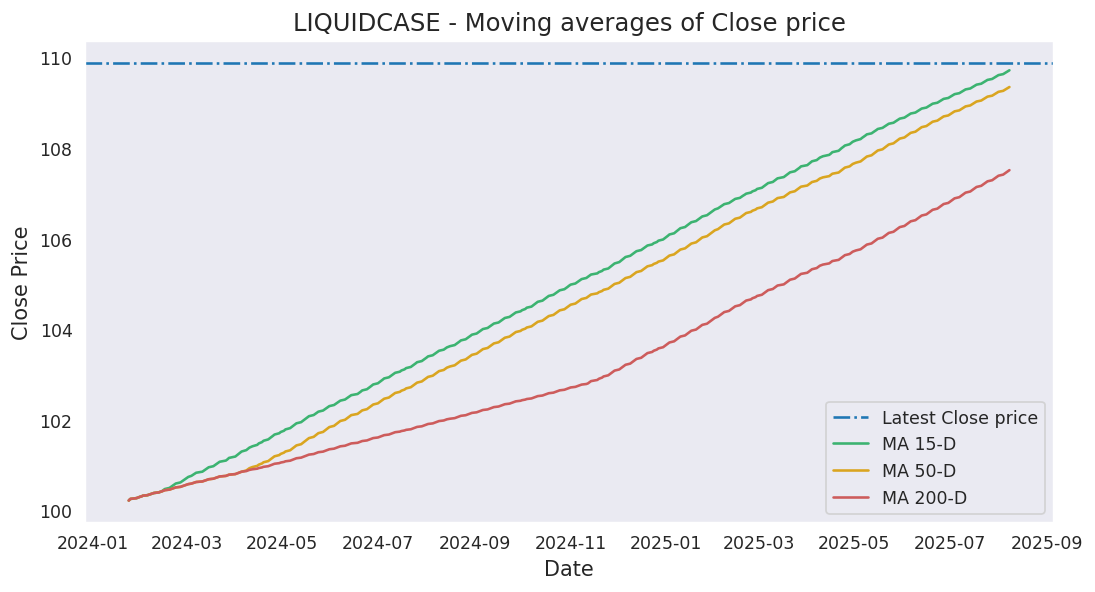 LIQUIDCASE - Moving averages of Close price
110
108
106
104
102
100
Close Price
2024-01 2024-03 2024-05 2024-07 2024-09 2024-11 2025-01 2025-03 2025-05 2025-07 2025-09
Date
Latest Close price
MA 15-D
MA 50-D
MA 200-D